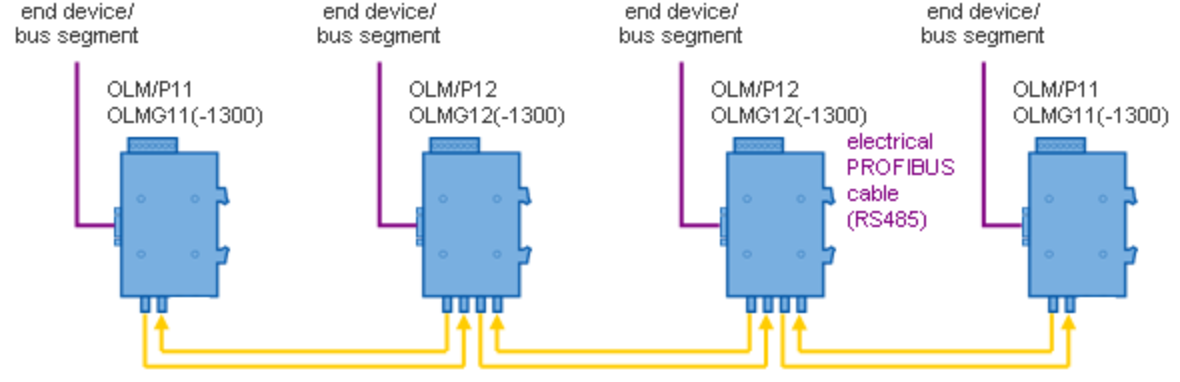 end device/
bus segment
end device/
bus segment
end device/
bus segment
end device/
bus segment
OLM/P11
OLMG11(-1300)
OLM/P12
OLMG12(-1300)
OLM/P12
OLMG12(-1300)
OLM/P11
OLMG11(-1300)
electrical
PROFIBUS
cable
(RS485)